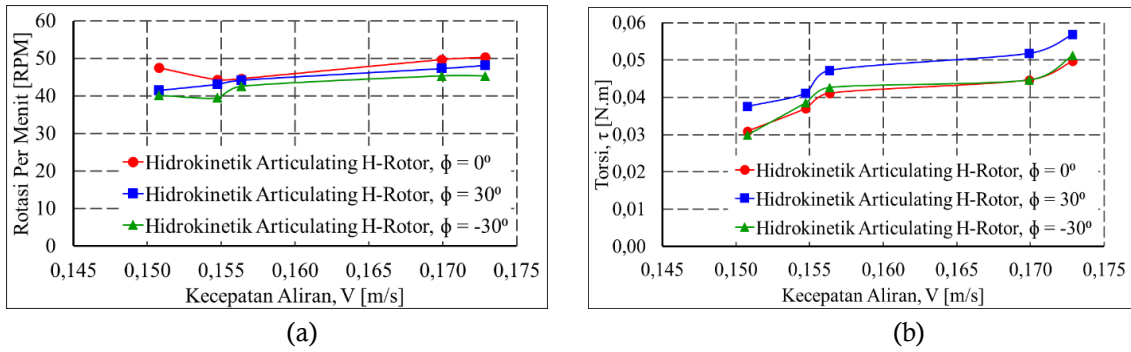 Rotasi Per Menit [RPM]
60
50
40
30
20
10
0
Hidrokinetik Articulating H-Rotor, ϕ = 0º
Hidrokinetik Articulating H-Rotor, ϕ = 30º
Hidrokinetik Articulating H-Rotor, ϕ = -30º
0,145 0,150 0,155 0,160 0,165 0,170 0,175
Kecepatan Aliran, V [m/s]
(a)
Torsi, τ [N.m]
0,06
0,05
0,04
0,03
0,02
0,01
0,00
Hidrokinetik Articulating H-Rotor, ϕ = 0º
Hidrokinetik Articulating H-Rotor, ϕ = 30º
Hidrokinetik Articulating H-Rotor, ϕ = -30º
0,145 0,150 0,155 0,160 0,165 0,170 0,175
Kecepatan Aliran, V [m/s]
(b)